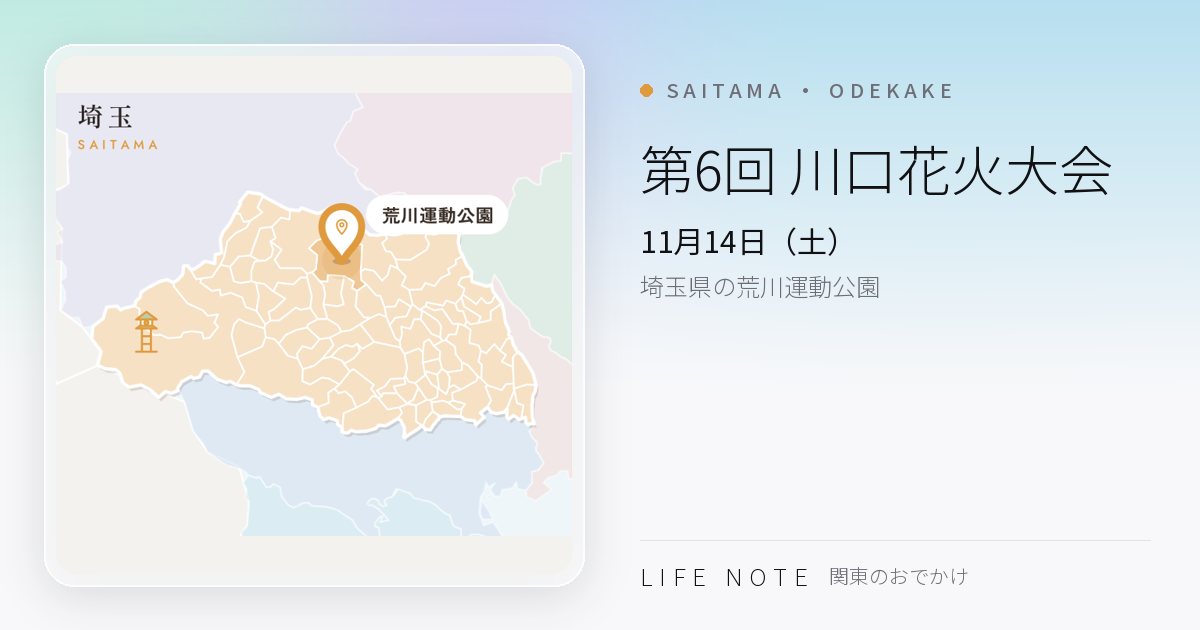 埼玉
SAITAMA
荒川運動公園
SAITAMA • ODEKAKE
第6回 川口花火大会
11月14日（土）
埼玉県の荒川運動公園
LIFE NOTE 関東のおでかけ